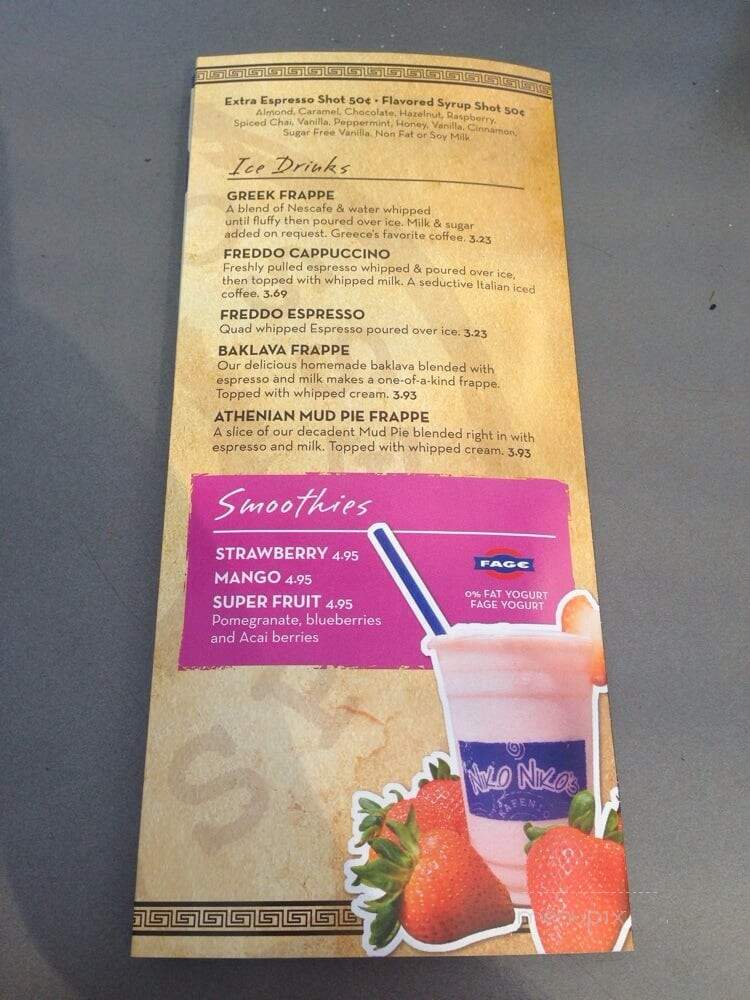 Extra Espresso Shot 50¢ • Flavored Syrup Shot 50¢
Almond, Caramel, Chocolate, Hazelnut, Raspberry,
Spiced Chai, Vanilla, Peppermint, Honey, Vanilla, Cinnamon,
Sugar Free Vanilla, Non Fat or Soy Milk
Ice Drinks
GREEK FRAPPE
A blend of Nescafe & water whipped
until fluffy then poured over ice. Milk & sugar
added on request. Greece's favorite coffee. 3.23
FREDDO CAPPUCCINO
Freshly pulled espresso whipped & poured over ice,
then topped with whipped milk. A seductive Italian iced
coffee. 3.69
FREDDO ESPRESSO
Quad whipped Espresso poured over ice. 3.23
BAKLAVA FRAPPE
Our delicious homemade baklava blended with
espresso and milk makes a one-of-a-kind frappe.
Topped with whipped cream. 3.93
ATHENIAN MUD PIE FRAPPE
A slice of our decadent Mud Pie blended right in with
espresso and milk. Topped with whipped cream. 3.93
Smoothies
STRAWBERRY 4.95
MANGO 4.95
SUPER FRUIT 4.95
Pomegranate, blueberries
and Acai berries
FAGE
0% FAT YOGURT
FAGE YOGURT
NIKO NIKO'S
menupix